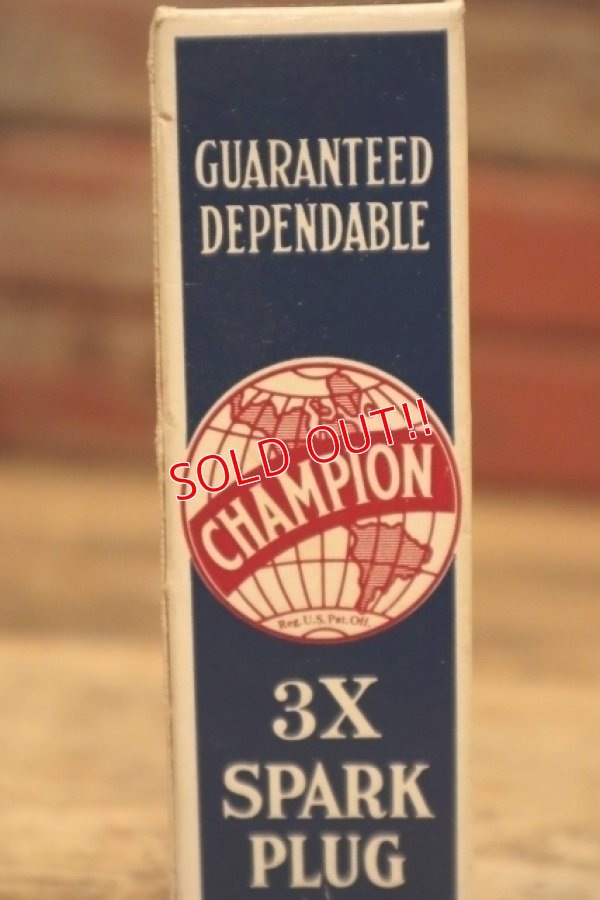 GUARANTEED
DEPENDABLE
SOLD OUT!!
CHAMPION
Reg. U.S. Pat. Off.
3X
SPARK
PLUG